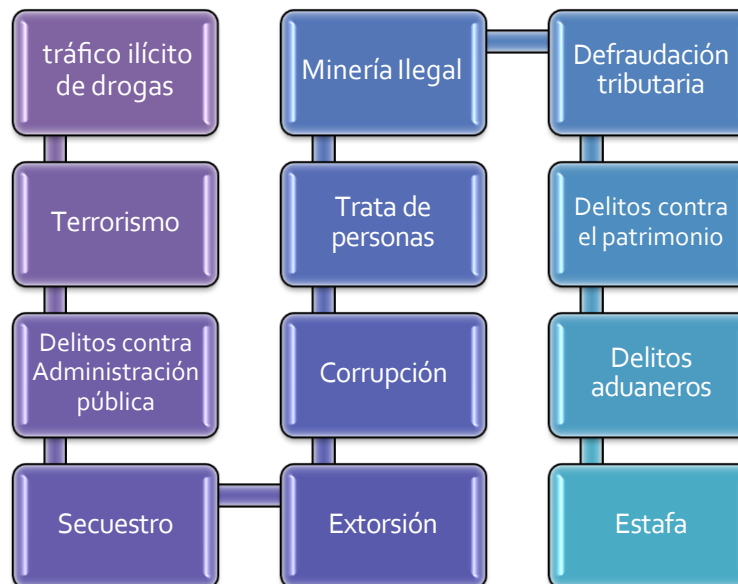 tráfico ilícito
de drogas
Terrorismo
Delitos contra
Administración
pública
Secuestro
Extorsión
Corrupción
Trata de
personas
Minería Ilegal
Defraudación
tributaria
Delitos contra
el patrimonio
Delitos
aduaneros
Estafa